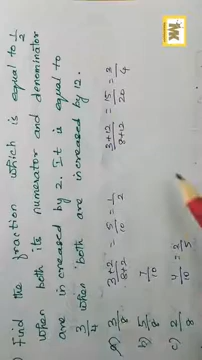 ) Find the fraction which is equal to 1/2
when both its numerator and denominator
are increased by 2. It is equal to
3/4 when both are increased by 12.
a) 3/8 (3+2)/(8+2) = 5/10 = 1/2 (3+12)/(8+12) = 15/20 = 3/4
b) 5/8 7/10
c) 2/8 4/10 = 2/5